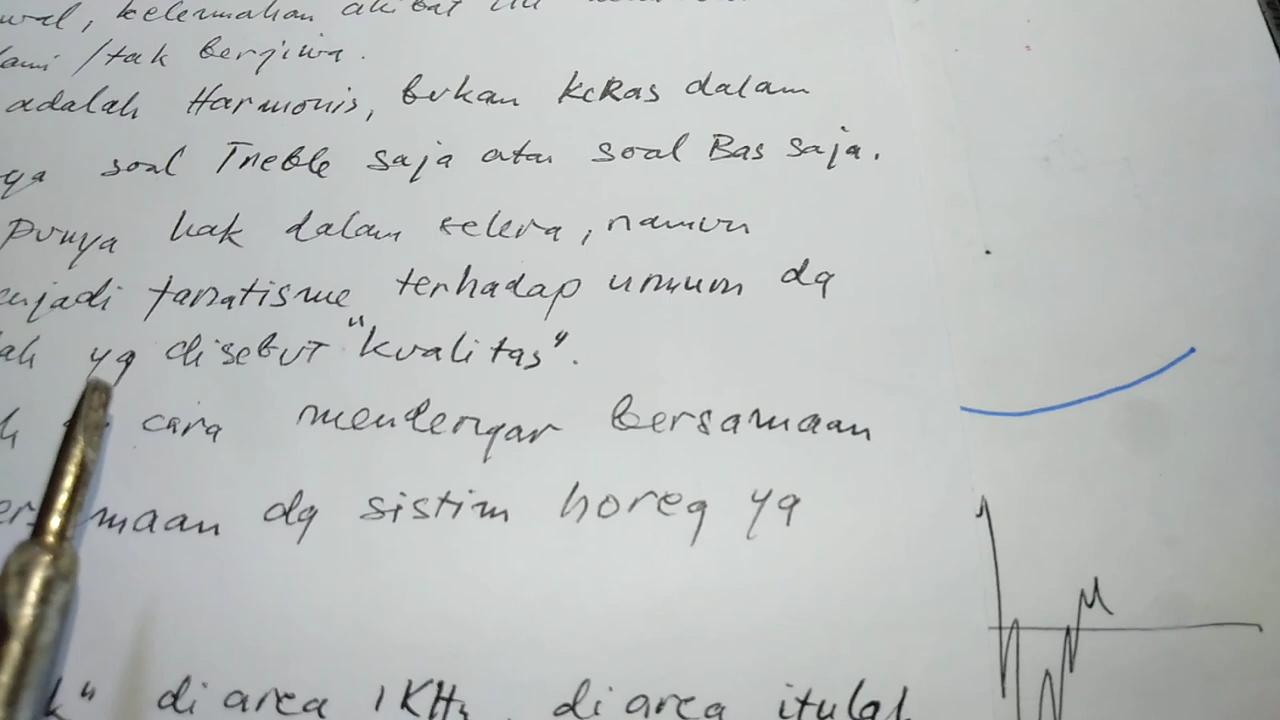 kelemahan akibat
/tak berjiwa.
adalah Harmonis, bukan keRas dalam
soal Treble saja atau soal Bas saja.
punya hak dalam selera, namun
fanatisme terhadap umum dg
yg disebut "kualitas".
cara mendengar bersamaan
maan dg sistim horeg yg
di area 1KHz, di area itulah